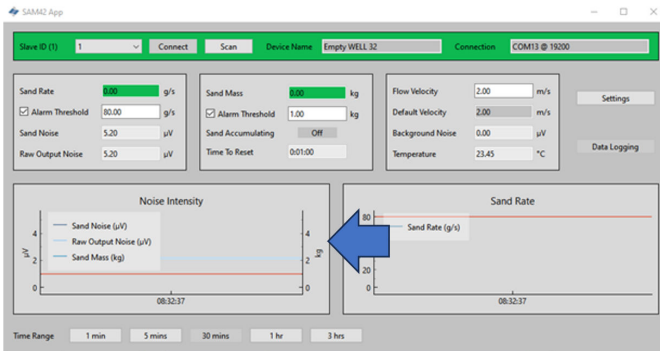 SAM42 App
Slave ID (1) 1 Connect Scan Device Name Empty WELL 32 Connection COM13 @ 19200
Sand Rate 0.00 g/s
Alarm Threshold 80.00 g/s
Sand Noise 5.20 µV
Raw Output Noise 5.20 µV
Sand Mass 0.00 kg
Alarm Threshold 1.00 kg
Sand Accumulating Off
Time To Reset 0:01:00
Flow Velocity 2.00 m/s
Default Velocity 2.00 m/s
Background Noise 0.00 µV
Temperature 23.45 °C
Settings
Data Logging
Noise Intensity
Sand Noise (µV)
Raw Output Noise (µV)
Sand Mass (kg)
µV
4
2
0
4
2
0
kg
08:32:37
Sand Rate
Sand Rate (g/s)
80
20
0
08:32:37
Time Range 1 min 5 mins 30 mins 1 hr 3 hrs